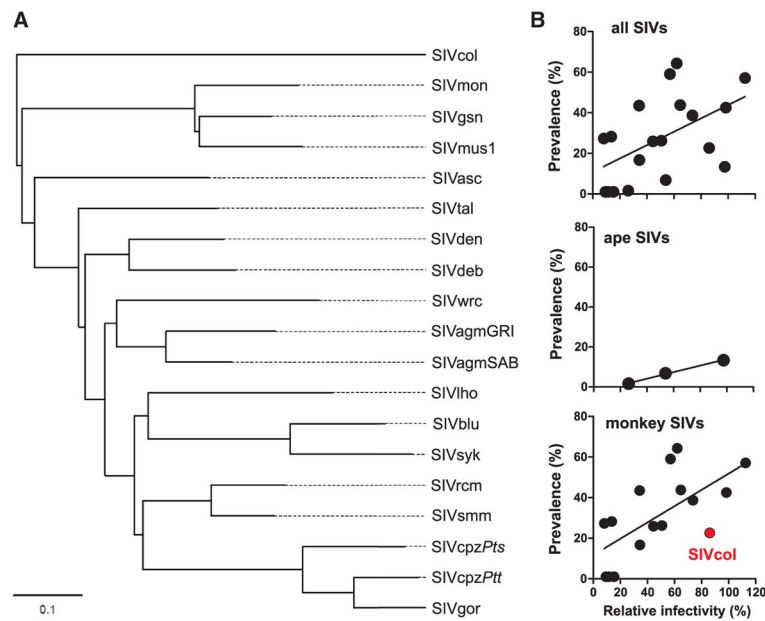 A
SIVcol
SIVmon
SIVgsn
SIVmus1
SIVasc
SIVtal
SIVden
SIVdeb
SIVwrc
SIVagmGRI
SIVagmSAB
SIVlho
SIVblu
SIVsyk
SIVrcm
SIVsmm
SIVcpzPts
SIVcpzPtt
SIVgor
0.1
B
all SIVs
Prevalence (%)
80
60
40
20
0
ape SIVs
Prevalence (%)
80
60
40
20
0
monkey SIVs
Prevalence (%)
80
60
40
20
0
SIVcol
0 20 40 60 80 100 120
Relative infectivity (%)